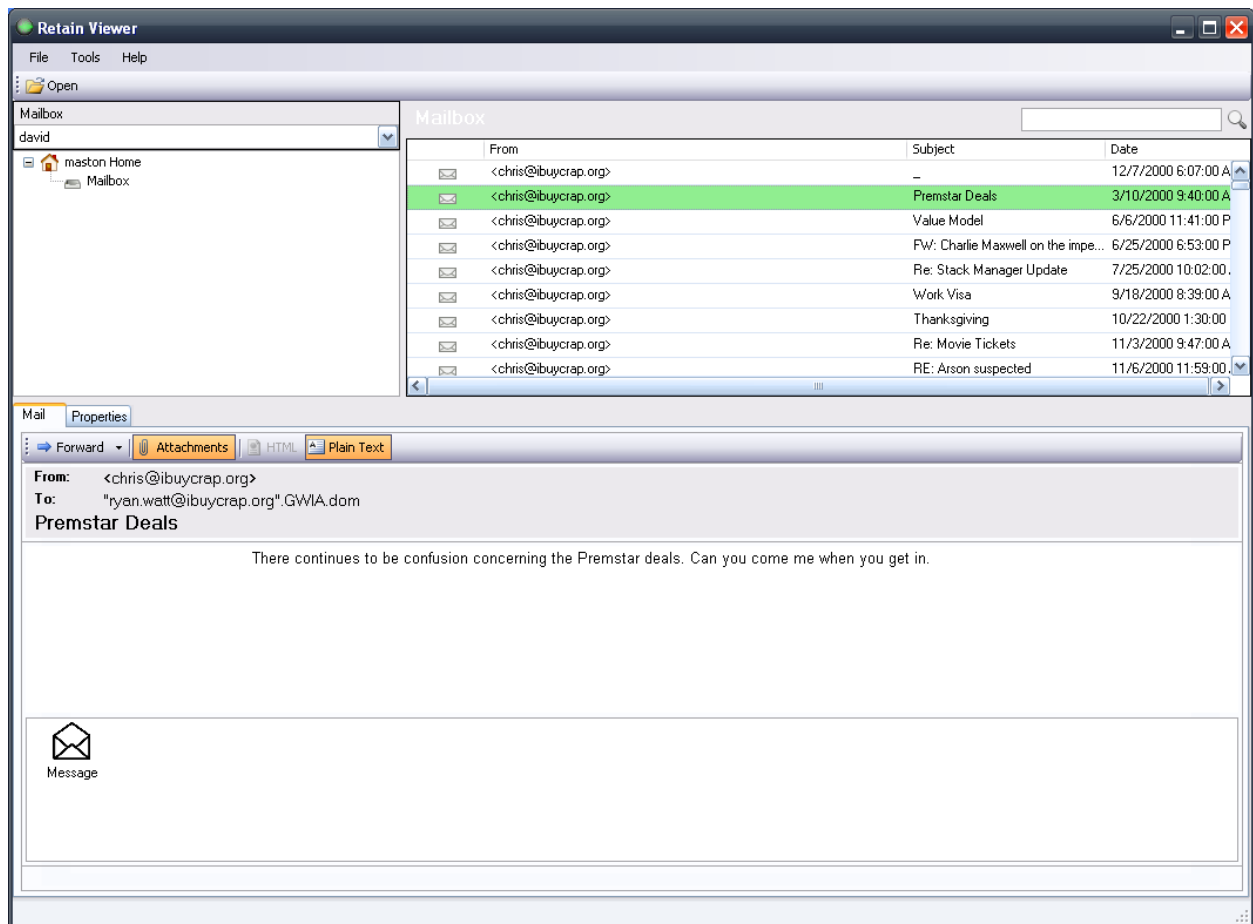 Retain Viewer
File Tools Help
Open
Mailbox
david
maston Home
Mailbox
Mailbox
From Subject Date
<chris@ibuycrap.org> _ 12/7/2000 6:07:00 A
<chris@ibuycrap.org> Premstar Deals 3/10/2000 9:40:00 A
<chris@ibuycrap.org> Value Model 6/6/2000 11:41:00 P
<chris@ibuycrap.org> FW: Charlie Maxwell on the impe... 6/25/2000 6:53:00 P
<chris@ibuycrap.org> Re: Stack Manager Update 7/25/2000 10:02:00
<chris@ibuycrap.org> Work Visa 9/18/2000 8:39:00 A
<chris@ibuycrap.org> Thanksgiving 10/22/2000 1:30:00
<chris@ibuycrap.org> Re: Movie Tickets 11/3/2000 9:47:00 A
<chris@ibuycrap.org> RE: Arson suspected 11/6/2000 11:59:00
Mail Properties
Forward Attachments HTML Plain Text
From: <chris@ibuycrap.org>
To: "ryan.watt@ibuycrap.org".GWIA.dom
Premstar Deals
There continues to be confusion concerning the Premstar deals. Can you come me when you get in.
Message